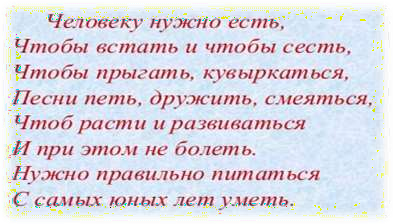 Человеку нужно есть,
Чтобы встать и чтобы сесть,
Чтобы прыгать, кувыркаться,
Песни петь, дружить, смеяться,
Чтоб расти и развиваться
И при этом не болеть.
Нужно правильно питаться
С самых юных лет уметь.